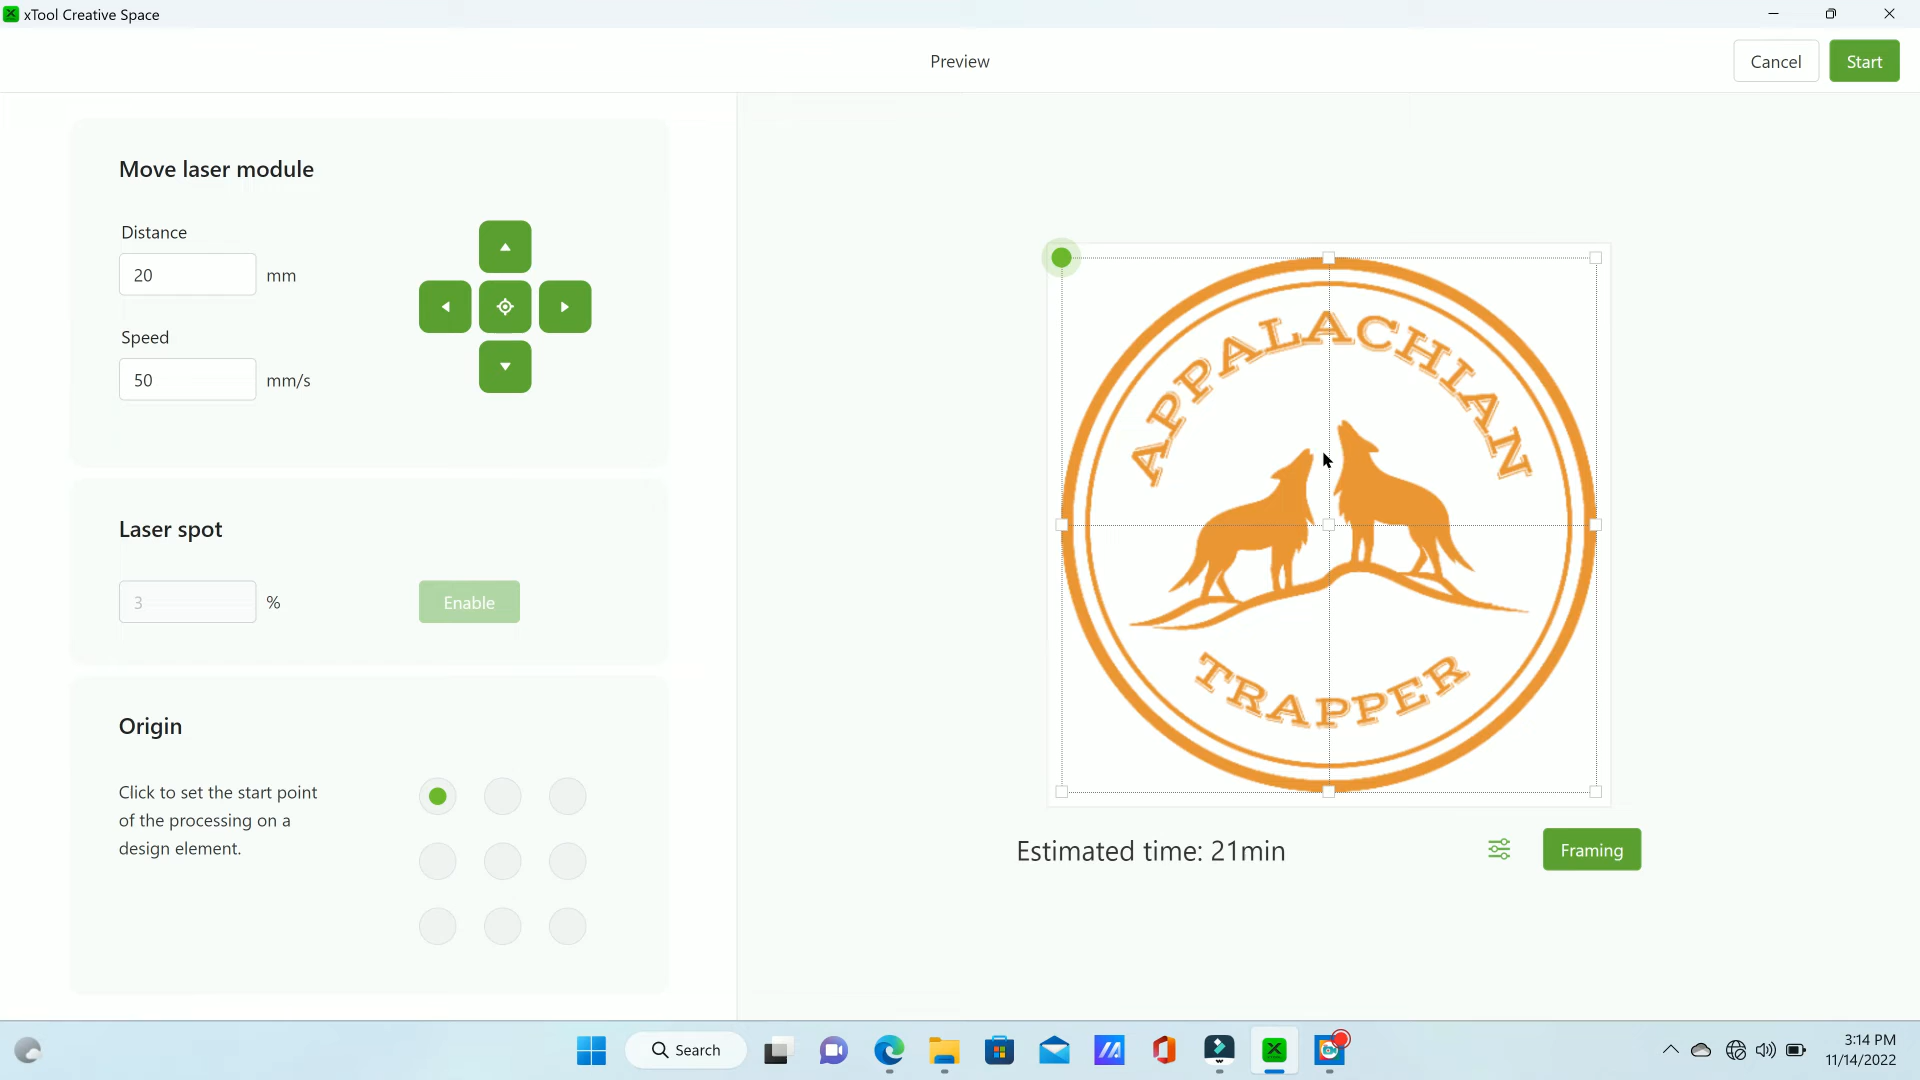 xTool Creative Space
Preview
Cancel
Start
Move laser module
Distance
20 mm
Speed
50 mm/s
Laser spot
3 %
Enable
Origin
Click to set the start point
of the processing on a
design element.
APPALACHIAN
TRAPPER
Estimated time: 21min
Framing
Search
3:14 PM
11/14/2022